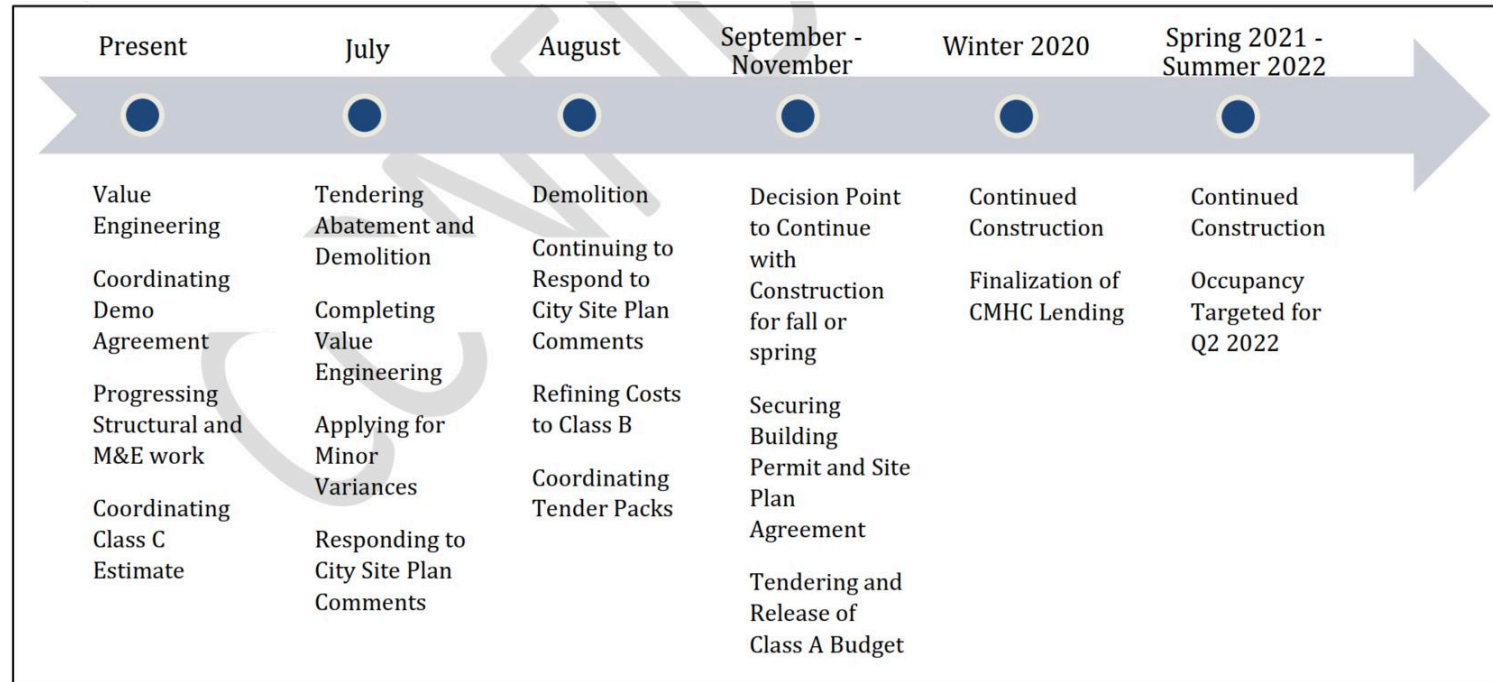 Present
July
August
September -
November
Winter 2020
Spring 2021 -
Summer 2022
Value
Engineering
Coordinating
Demo
Agreement
Progressing
Structural and
M&E work
Coordinating
Class C
Estimate
Tendering
Abatement and
Demolition
Completing
Value
Engineering
Applying for
Minor
Variances
Responding to
City Site Plan
Comments
Demolition
Continuing to
Respond to
City Site Plan
Comments
Refining Costs
to Class B
Coordinating
Tender Packs
Decision Point
to Continue
with
Construction
for fall or
spring
Securing
Building
Permit and Site
Plan
Agreement
Tendering and
Release of
Class A Budget
Continued
Construction
Finalization of
CMHC Lending
Continued
Construction
Occupancy
Targeted for
Q2 2022